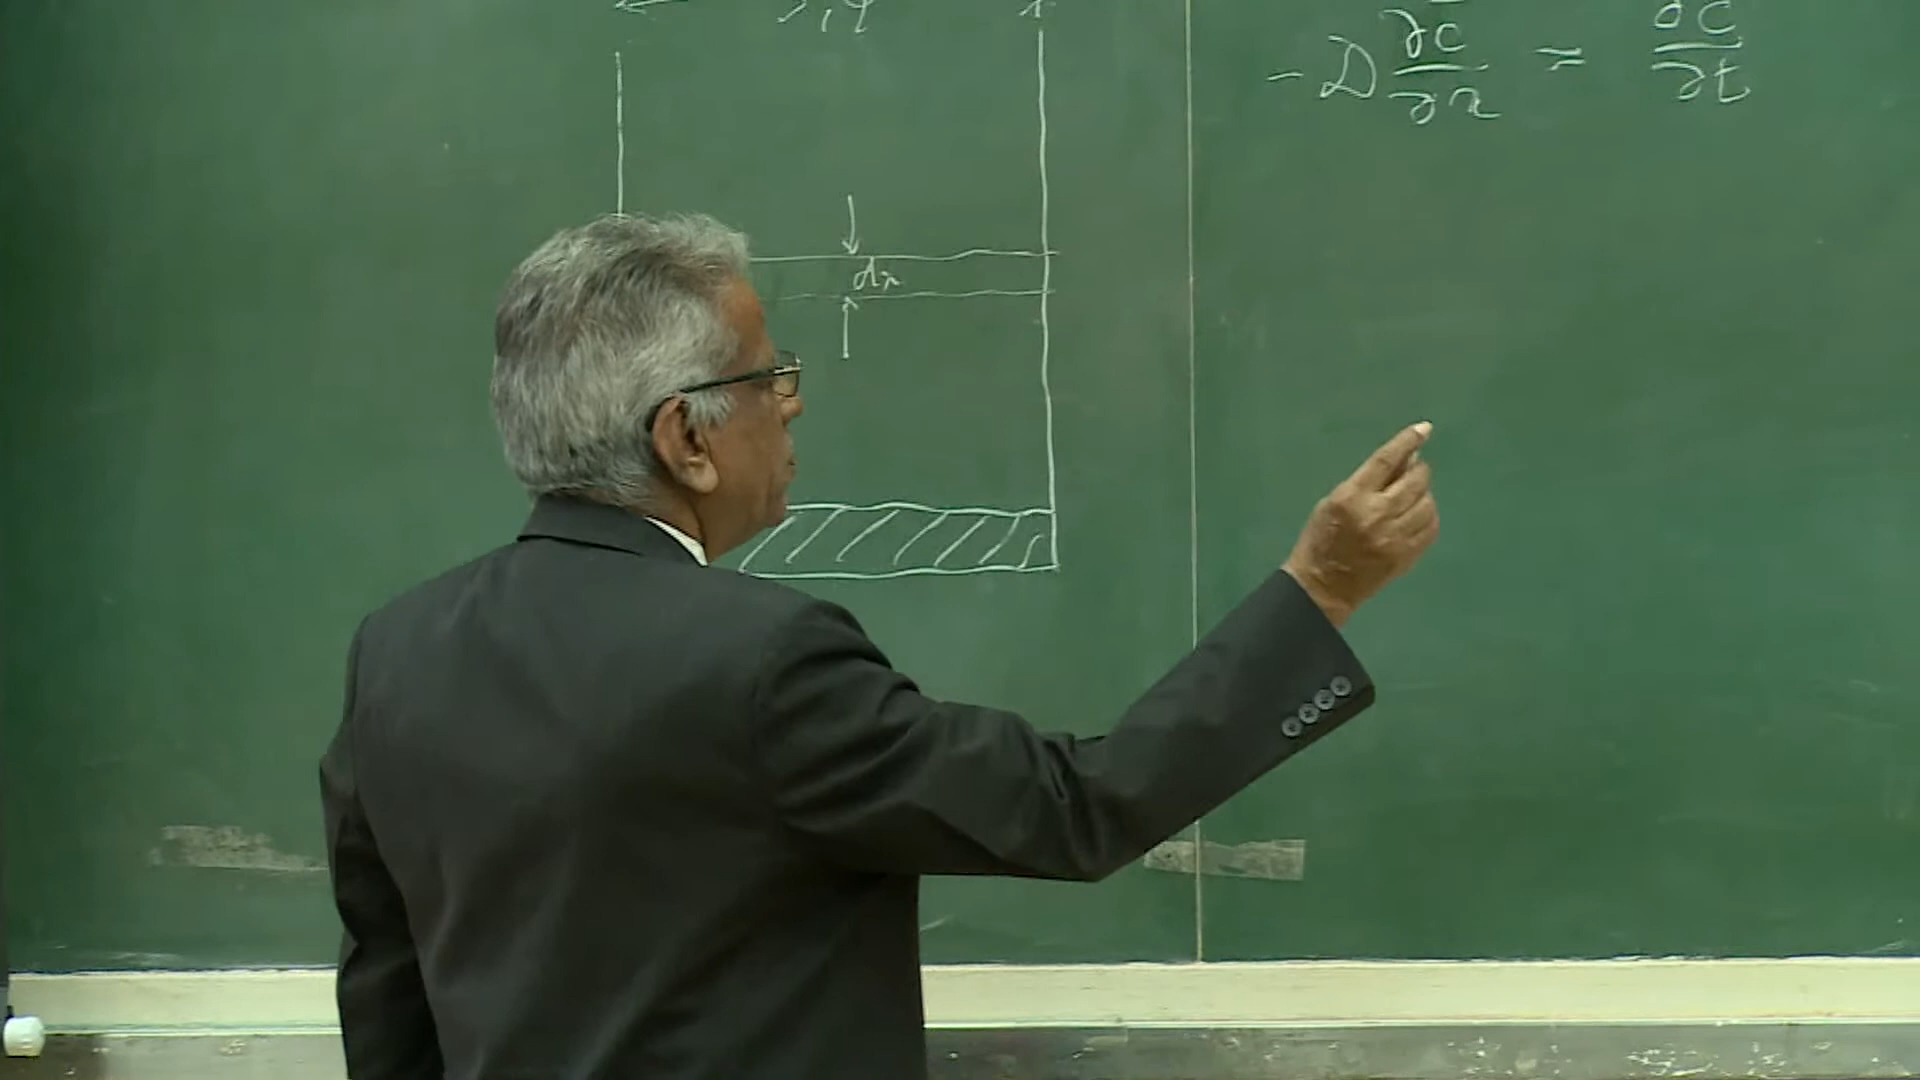 -D ∂c/∂x = ∂c/∂t
dx